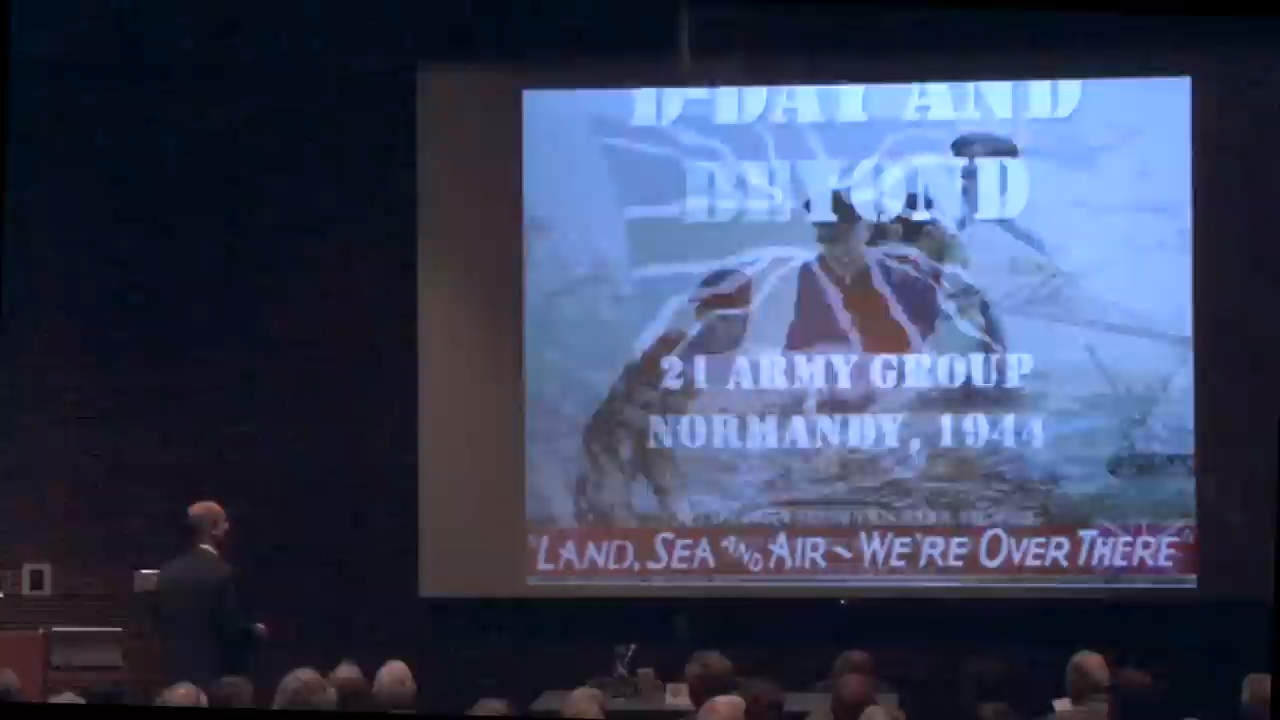 D-DAY AND
BEYOND
21 ARMY GROUP
NORMANDY, 1944
"LAND, SEA AND AIR ~ WE'RE OVER THERE"